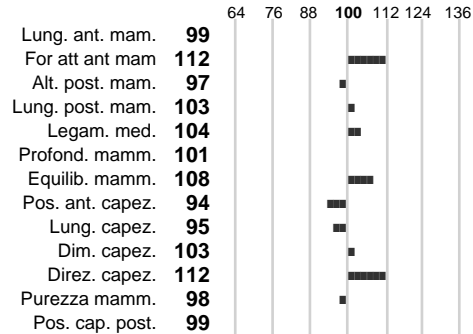 64 76 88 100 112 124 136
Lung. ant. mam. 99
For att ant mam 112
Alt. post. mam. 97
Lung. post. mam. 103
Legam. med. 104
Profond. mamm. 101
Equilib. mamm. 108
Pos. ant. capez. 94
Lung. capez. 95
Dim. capez. 103
Direz. capez. 112
Purezza mamm. 98
Pos. cap. post. 99